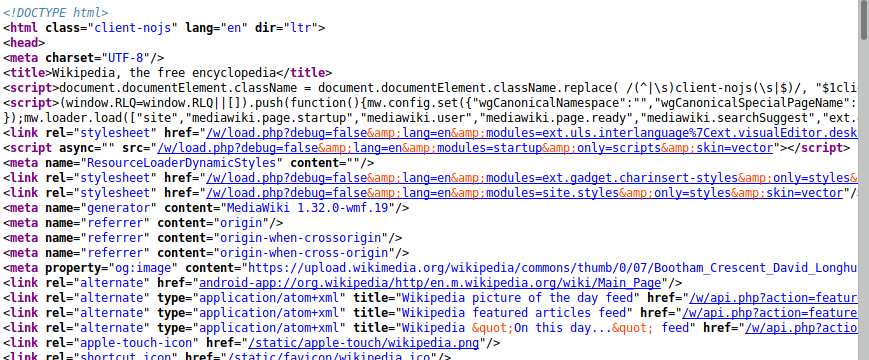 <!DOCTYPE html>
<html class="client-nojs" lang="en" dir="ltr">
<head>
<meta charset="UTF-8"/>
<title>Wikipedia, the free encyclopedia</title>
<script>document.documentElement.className = document.documentElement.className.replace( /(^|\s)client-nojs(\s|$)/, "$1cli
<script>(window.RLQ=window.RLQ||[]).push(function(){mw.config.set({"wgCanonicalNamespace":"","wgCanonicalSpecialPageName":
});mw.loader.load(["site","mediawiki.page.startup","mediawiki.user","mediawiki.page.ready","mediawiki.searchSuggest","ext.
<link rel="stylesheet" href="/w/load.php?debug=false&amp;lang=en&amp;modules=ext.uls.interlanguage%7Cext.visualEditor.desk
<script async="" src="/w/load.php?debug=false&amp;lang=en&amp;modules=startup&amp;only=scripts&amp;skin=vector"></script>
<meta name="ResourceLoaderDynamicStyles" content=""/>
<link rel="stylesheet" href="/w/load.php?debug=false&amp;lang=en&amp;modules=ext.gadget.charinsert-styles&amp;only=styles&
<link rel="stylesheet" href="/w/load.php?debug=false&amp;lang=en&amp;modules=site.styles&amp;only=styles&amp;skin=vector"/
<meta name="generator" content="MediaWiki 1.32.0-wmf.19"/>
<meta name="referrer" content="origin"/>
<meta name="referrer" content="origin-when-crossorigin"/>
<meta name="referrer" content="origin-when-cross-origin"/>
<meta property="og:image" content="https://upload.wikimedia.org/wikipedia/commons/thumb/0/07/Bootham_Crescent_David_Longhu
<link rel="alternate" href="android-app://org.wikipedia/http/en.m.wikipedia.org/wiki/Main_Page"/>
<link rel="alternate" type="application/atom+xml" title="Wikipedia picture of the day feed" href="/w/api.php?action=featur
<link rel="alternate" type="application/atom+xml" title="Wikipedia featured articles feed" href="/w/api.php?action=feature
<link rel="alternate" type="application/atom+xml" title="Wikipedia &quot;On this day...&quot; feed" href="/w/api.php?actio
<link rel="apple-touch-icon" href="/static/apple-touch/wikipedia.png"/>
<link rel="shortcut icon" href="/static/favicon/wikipedia.ico"/>